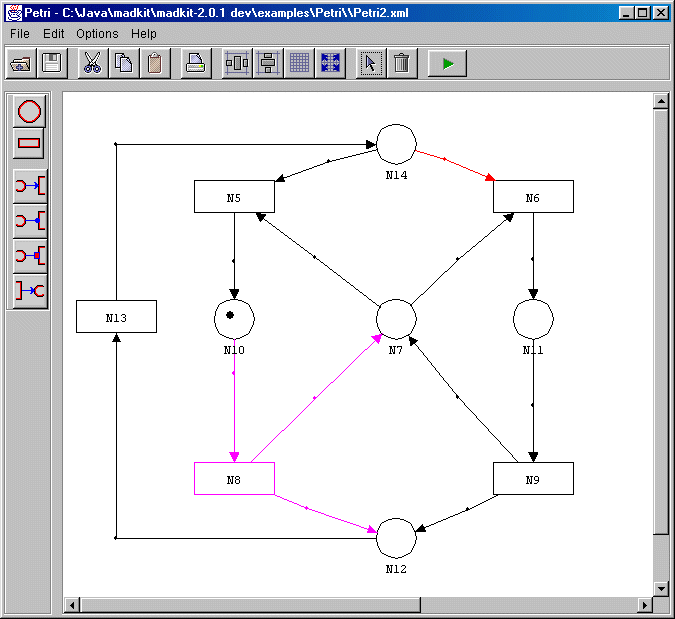 Petri - C:\Java\madkit\madkit-2.0.1 dev\examples\Petri\\Petri2.xml
File Edit Options Help
N14
N5 N6
N13 N10 N7 N11
N8 N9
N12